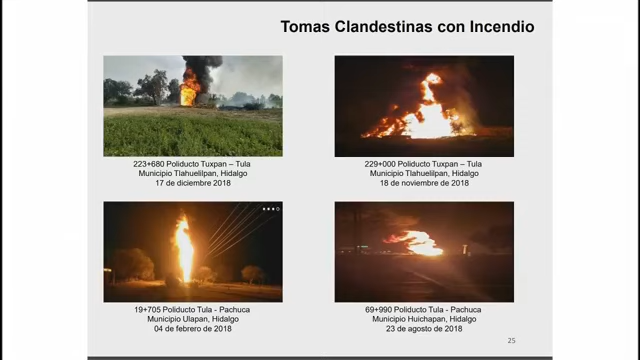 Tomas Clandestinas con Incendio
223+680 Poliducto Tuxpan – Tula
Municipio Tlahuelilpan, Hidalgo
17 de diciembre 2018
229+000 Poliducto Tuxpan – Tula
Municipio Tlahuelilpan, Hidalgo
18 de noviembre de 2018
19+705 Poliducto Tula - Pachuca
Municipio Ulapan, Hidalgo
04 de febrero de 2018
69+990 Poliducto Tula - Pachuca
Municipio Huichapan, Hidalgo
23 de agosto de 2018
25